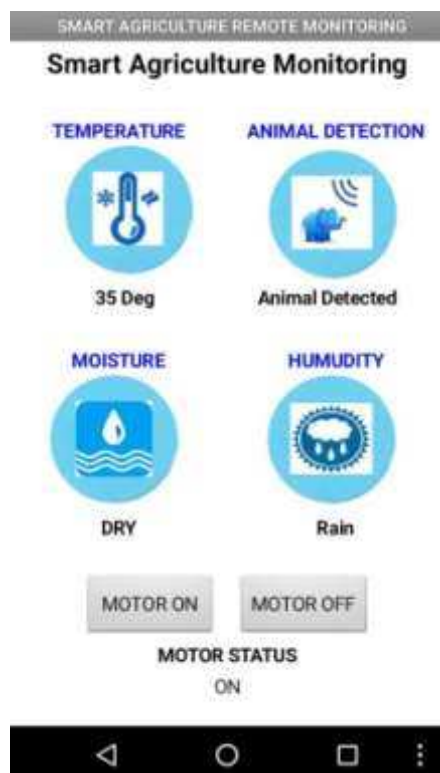 SMART AGRICULTURE REMOTE MONITORING
Smart Agriculture Monitoring
TEMPERATURE
ANIMAL DETECTION
35 Deg
Animal Detected
MOISTURE
HUMUDITY
DRY
Rain
MOTOR ON
MOTOR OFF
MOTOR STATUS
ON